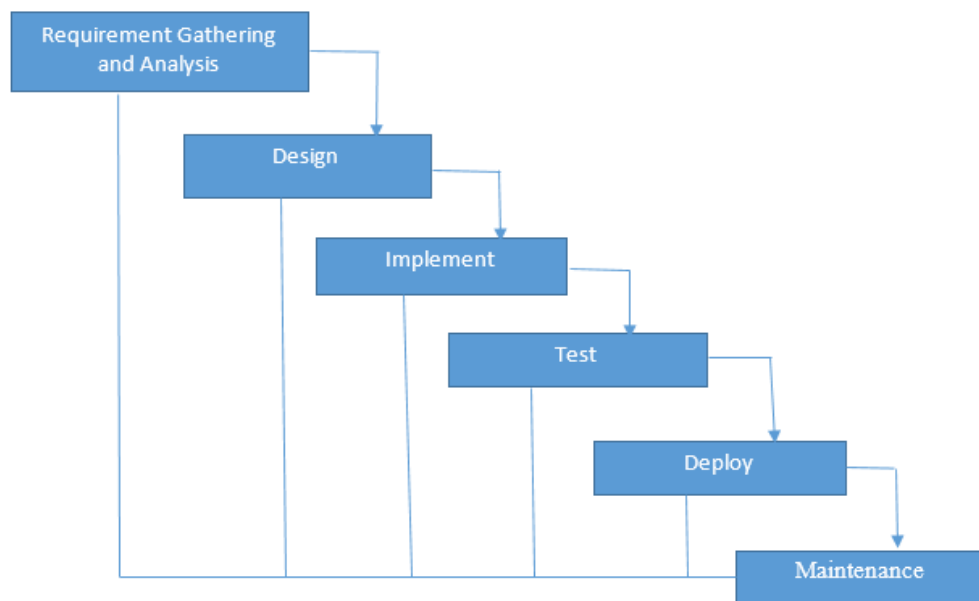 Requirement Gathering
and Analysis
Design
Implement
Test
Deploy
Maintenance